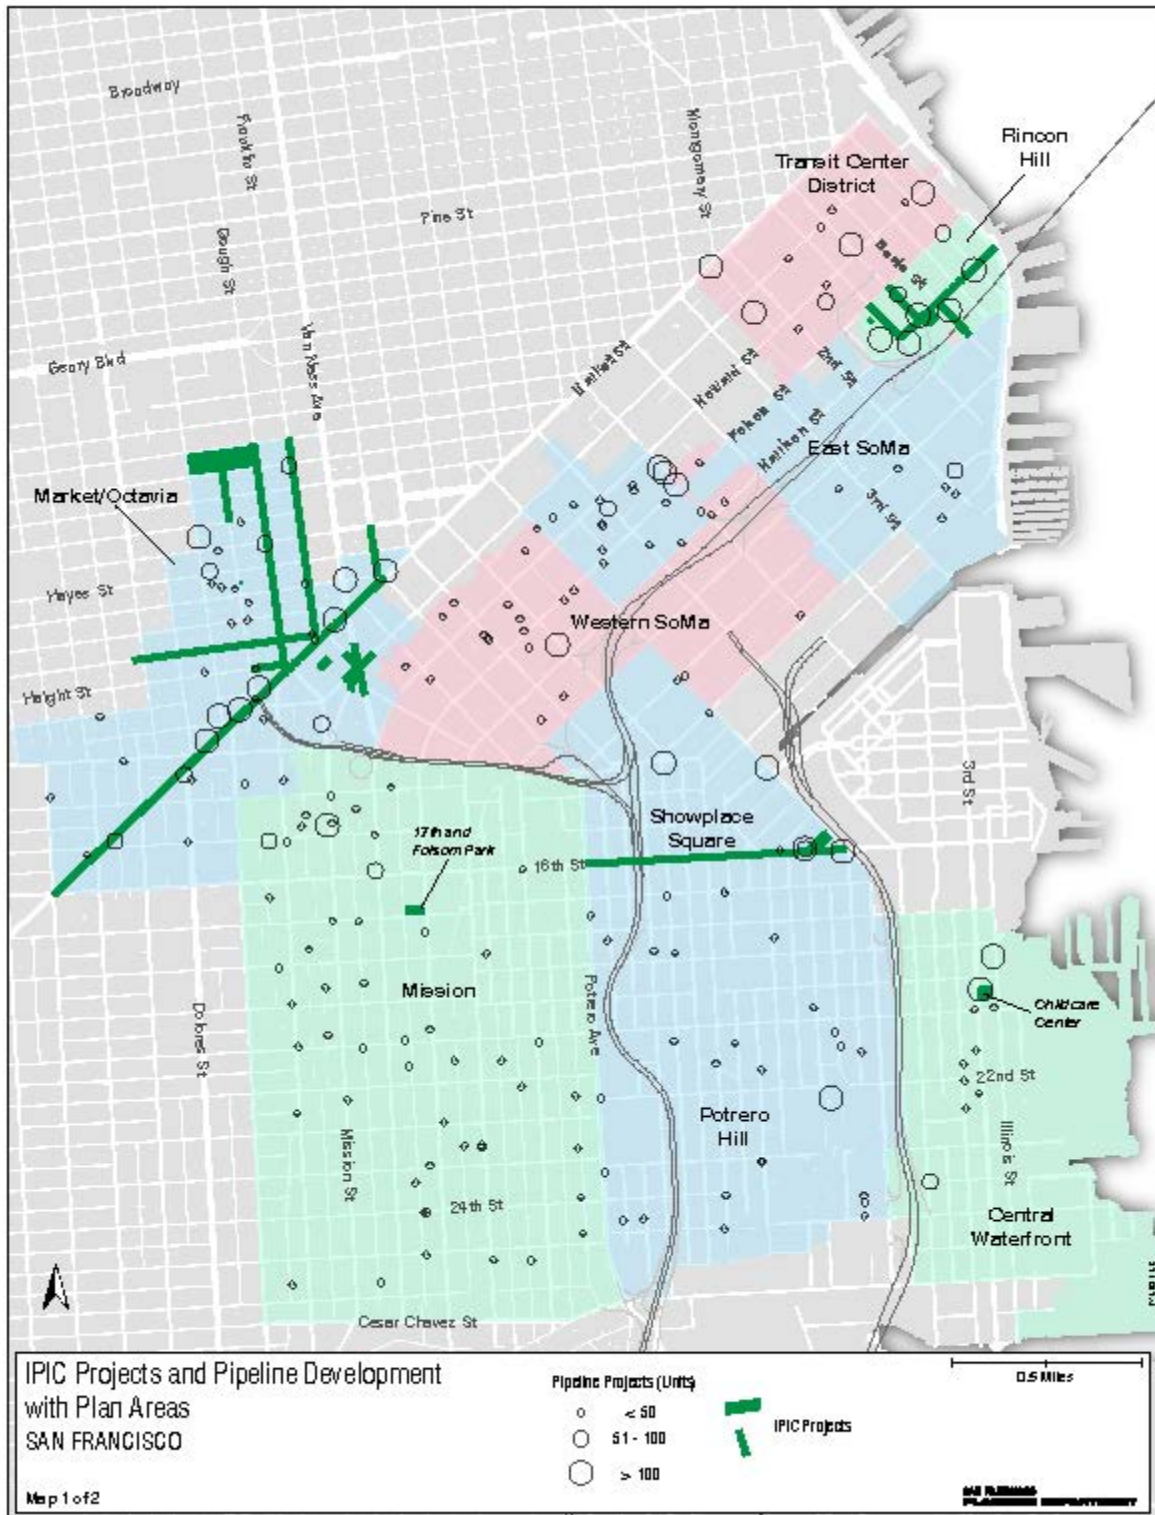 Broadway
Franklin St
Montgomery St
Rincon
Hill
Transit Center
District
Pine St
Gough St
Beale St
Van Ness Ave
Geary Blvd
Market St
Howard St
2nd St
Folsom St
Harrison St
East SoMa
3rd St
Market/Octavia
Hayes St
Western SoMa
Haight St
3rd St
Showplace
Square
17th and
Folsom Park
16th St
Mission
Potrero Ave
Childcare
Center
Dolores St
22nd St
Potrero
Hill
Mission St
Illinois St
24th St
Central
Waterfront
Cesar Chavez St
IPIC Projects and Pipeline Development
with Plan Areas
SAN FRANCISCO
Map 1 of 2
Pipeline Projects (Units)
< 50
51 - 100
> 100
IPIC Projects
0.5 Miles
SAN FRANCISCO
PLANNING DEPARTMENT